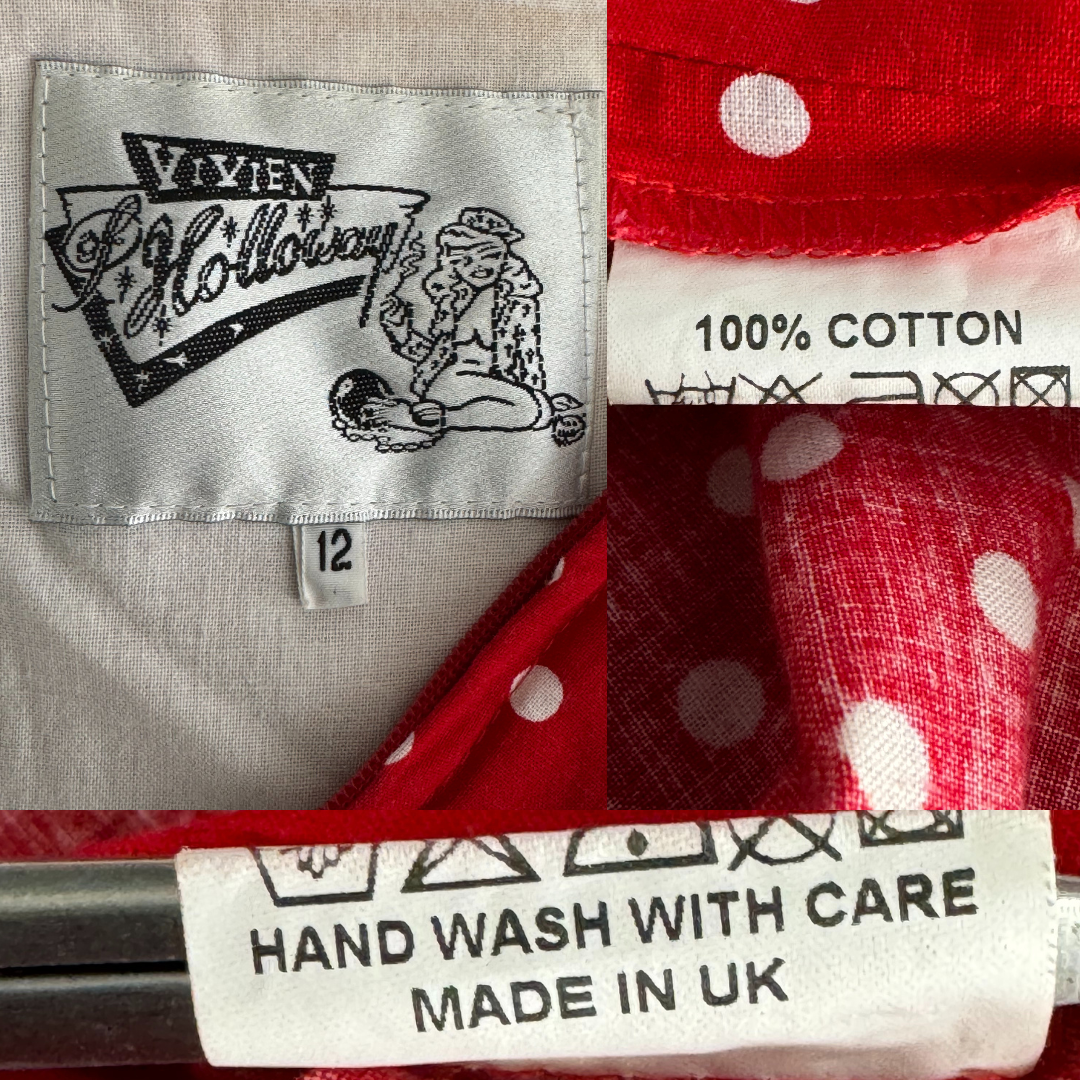 VIVIEN
of Holloway
12
100% COTTON
HAND WASH WITH CARE
MADE IN UK